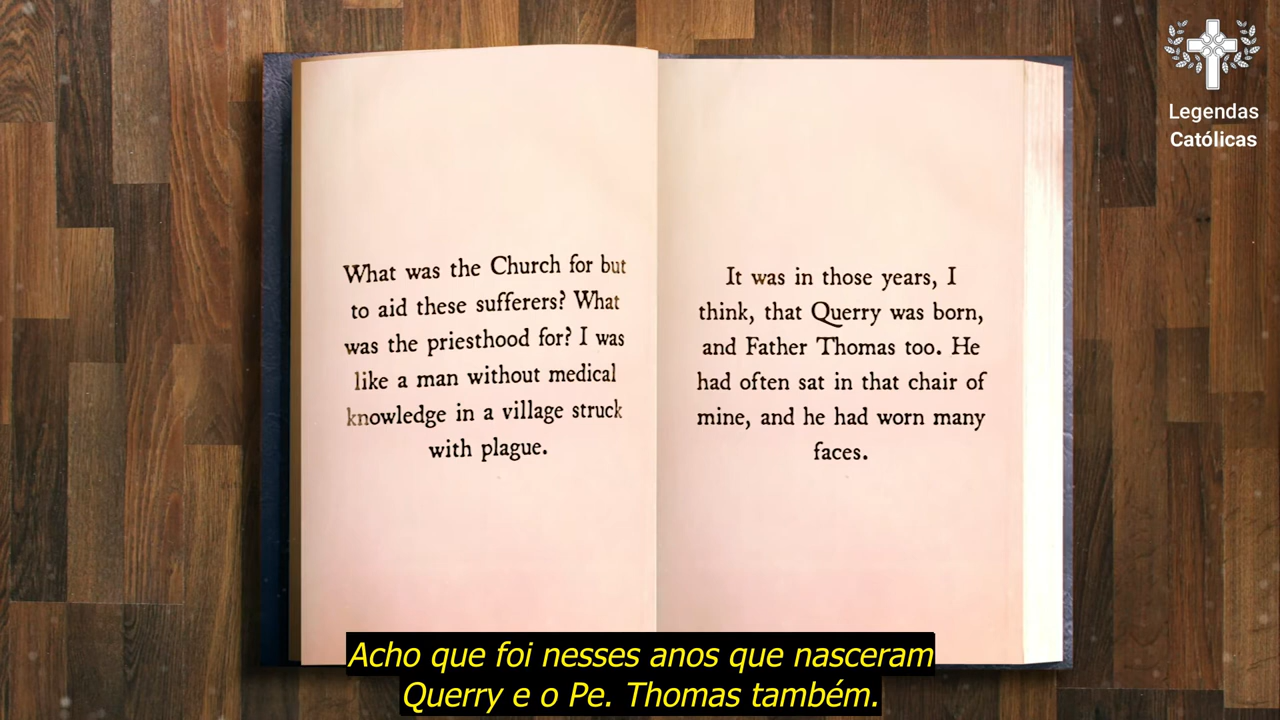 What was the Church for but
to aid these sufferers? What
was the priesthood for? I was
like a man without medical
knowledge in a village struck
with plague.
It was in those years, I
think, that Querry was born,
and Father Thomas too. He
had often sat in that chair of
mine, and he had worn many
faces.
Legendas
Católicas
Acho que foi nesses anos que nasceram
Querry e o Pe. Thomas também.